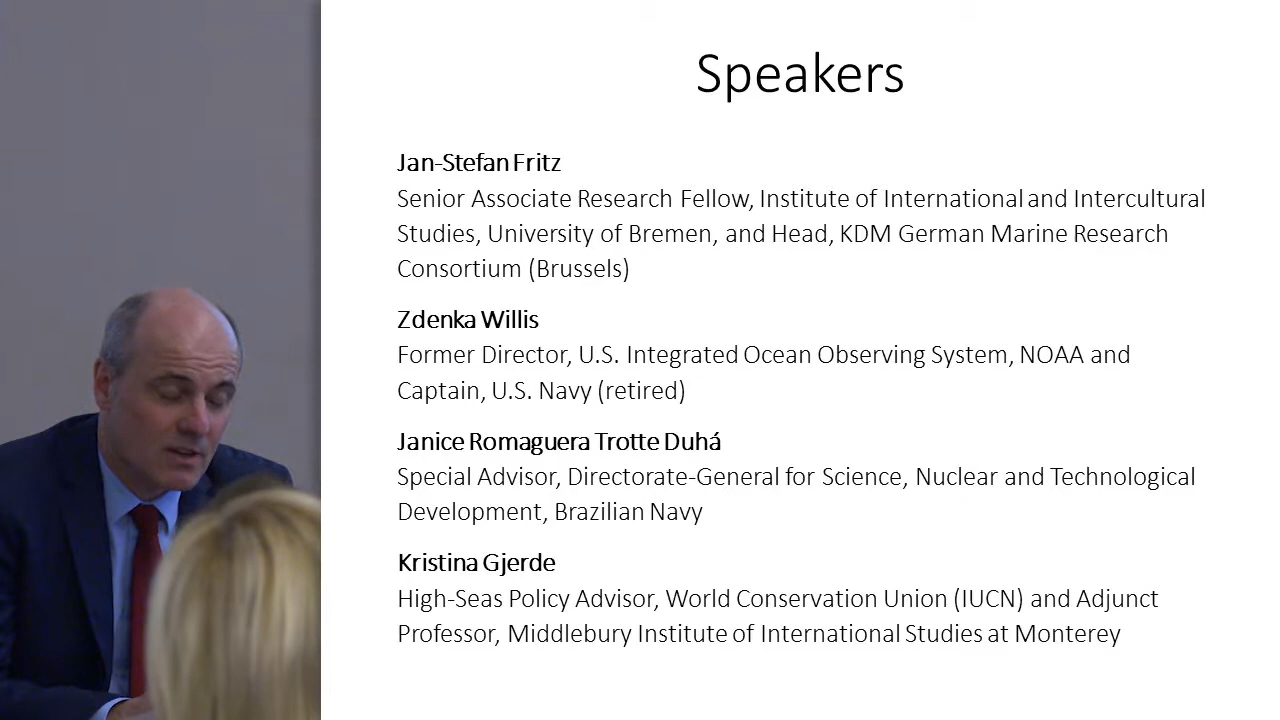 Speakers
Jan-Stefan Fritz
Senior Associate Research Fellow, Institute of International and Intercultural
Studies, University of Bremen, and Head, KDM German Marine Research
Consortium (Brussels)
Zdenka Willis
Former Director, U.S. Integrated Ocean Observing System, NOAA and
Captain, U.S. Navy (retired)
Janice Romaguera Trotte Duhá
Special Advisor, Directorate-General for Science, Nuclear and Technological
Development, Brazilian Navy
Kristina Gjerde
High-Seas Policy Advisor, World Conservation Union (IUCN) and Adjunct
Professor, Middlebury Institute of International Studies at Monterey